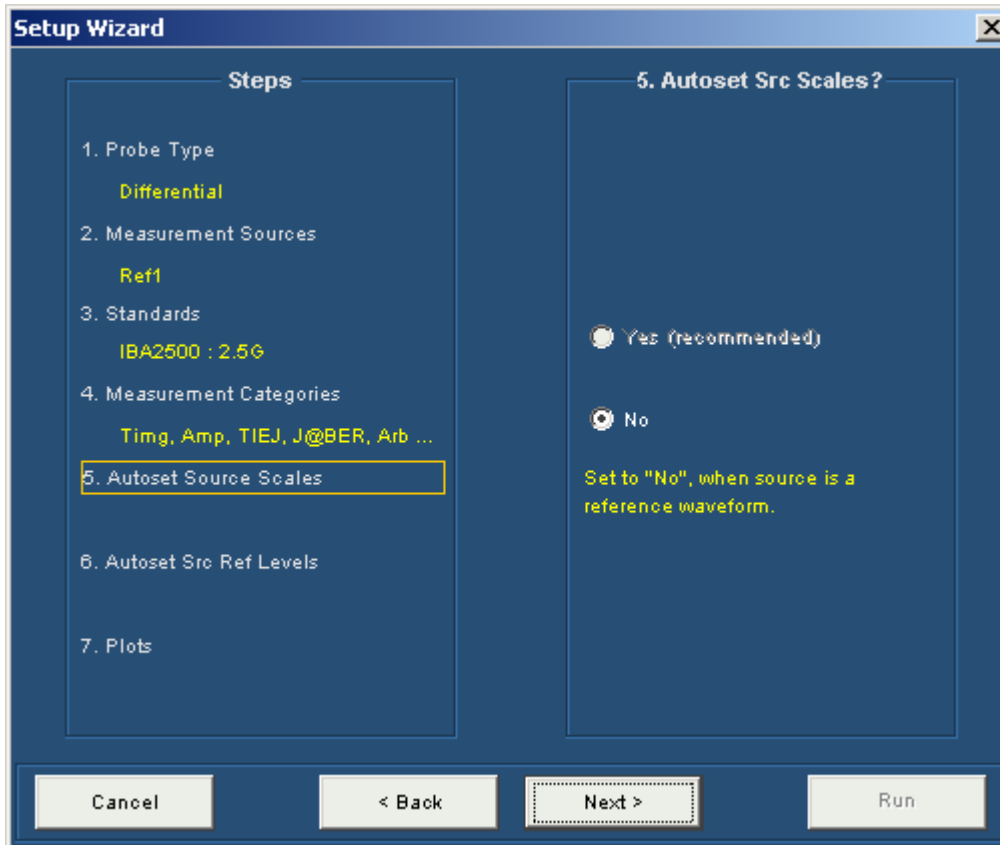 Setup Wizard
Steps
1. Probe Type
Differential
2. Measurement Sources
Ref1
3. Standards
IBA2500 : 2.5G
4. Measurement Categories
Timg, Amp, TIEJ, J@BER, Arb ...
5. Autoset Source Scales
6. Autoset Src Ref Levels
7. Plots
5. Autoset Src Scales?
Yes (recommended)
No
Set to "No", when source is a
reference waveform.
Cancel
< Back
Next >
Run